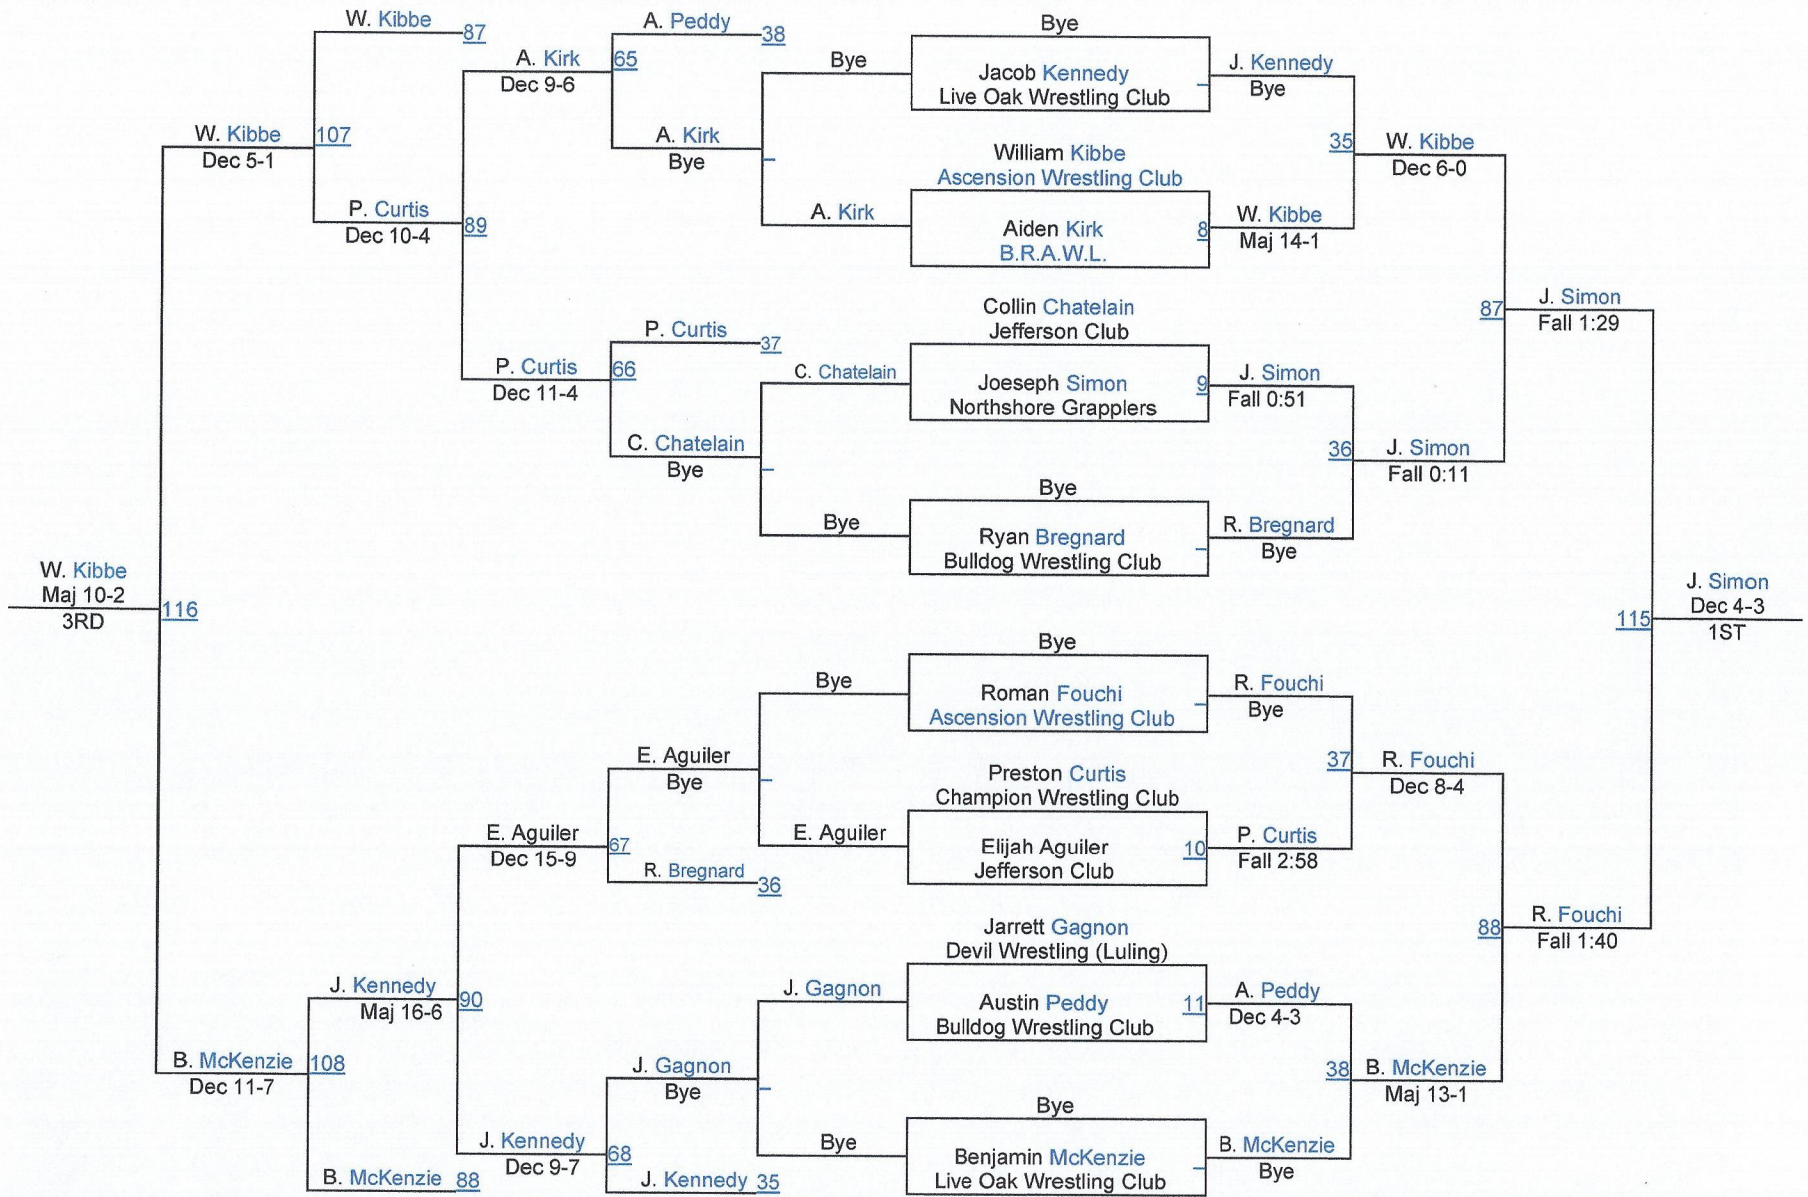 W. Kibbe
87
A. Peddy
38
Bye
A. Kirk
Dec 9-6
65
Bye
Jacob Kennedy
Live Oak Wrestling Club
J. Kennedy
Bye
W. Kibbe
Dec 5-1
107
A. Kirk
Bye
William Kibbe
Ascension Wrestling Club
35
W. Kibbe
Dec 6-0
P. Curtis
Dec 10-4
89
A. Kirk
Aiden Kirk
B.R.A.W.L.
8
W. Kibbe
Maj 14-1
Collin Chatelain
Jefferson Club
87
J. Simon
Fall 1:29
P. Curtis
37
P. Curtis
Dec 11-4
66
C. Chatelain
Joeseph Simon
Northshore Grapplers
9
J. Simon
Fall 0:51
C. Chatelain
Bye
36
J. Simon
Fall 0:11
Bye
Bye
Ryan Bregnard
Bulldog Wrestling Club
R. Bregnard
Bye
W. Kibbe
Maj 10-2
3RD
116
115
J. Simon
Dec 4-3
1ST
Bye
Bye
Roman Fouchi
Ascension Wrestling Club
R. Fouchi
Bye
E. Aguiler
Bye
Preston Curtis
Champion Wrestling Club
37
R. Fouchi
Dec 8-4
E. Aguiler
Dec 15-9
67
E. Aguiler
Elijah Aguiler
Jefferson Club
10
P. Curtis
Fall 2:58
R. Bregnard
36
Jarrett Gagnon
Devil Wrestling (Luling)
88
R. Fouchi
Fall 1:40
J. Kennedy
Maj 16-6
90
J. Gagnon
Austin Peddy
Bulldog Wrestling Club
11
A. Peddy
Dec 4-3
B. McKenzie
Dec 11-7
108
J. Gagnon
Bye
38
B. McKenzie
Maj 13-1
Bye
J. Kennedy
Dec 9-7
68
Bye
Benjamin McKenzie
Live Oak Wrestling Club
B. McKenzie
Bye
B. McKenzie
88
J. Kennedy
35